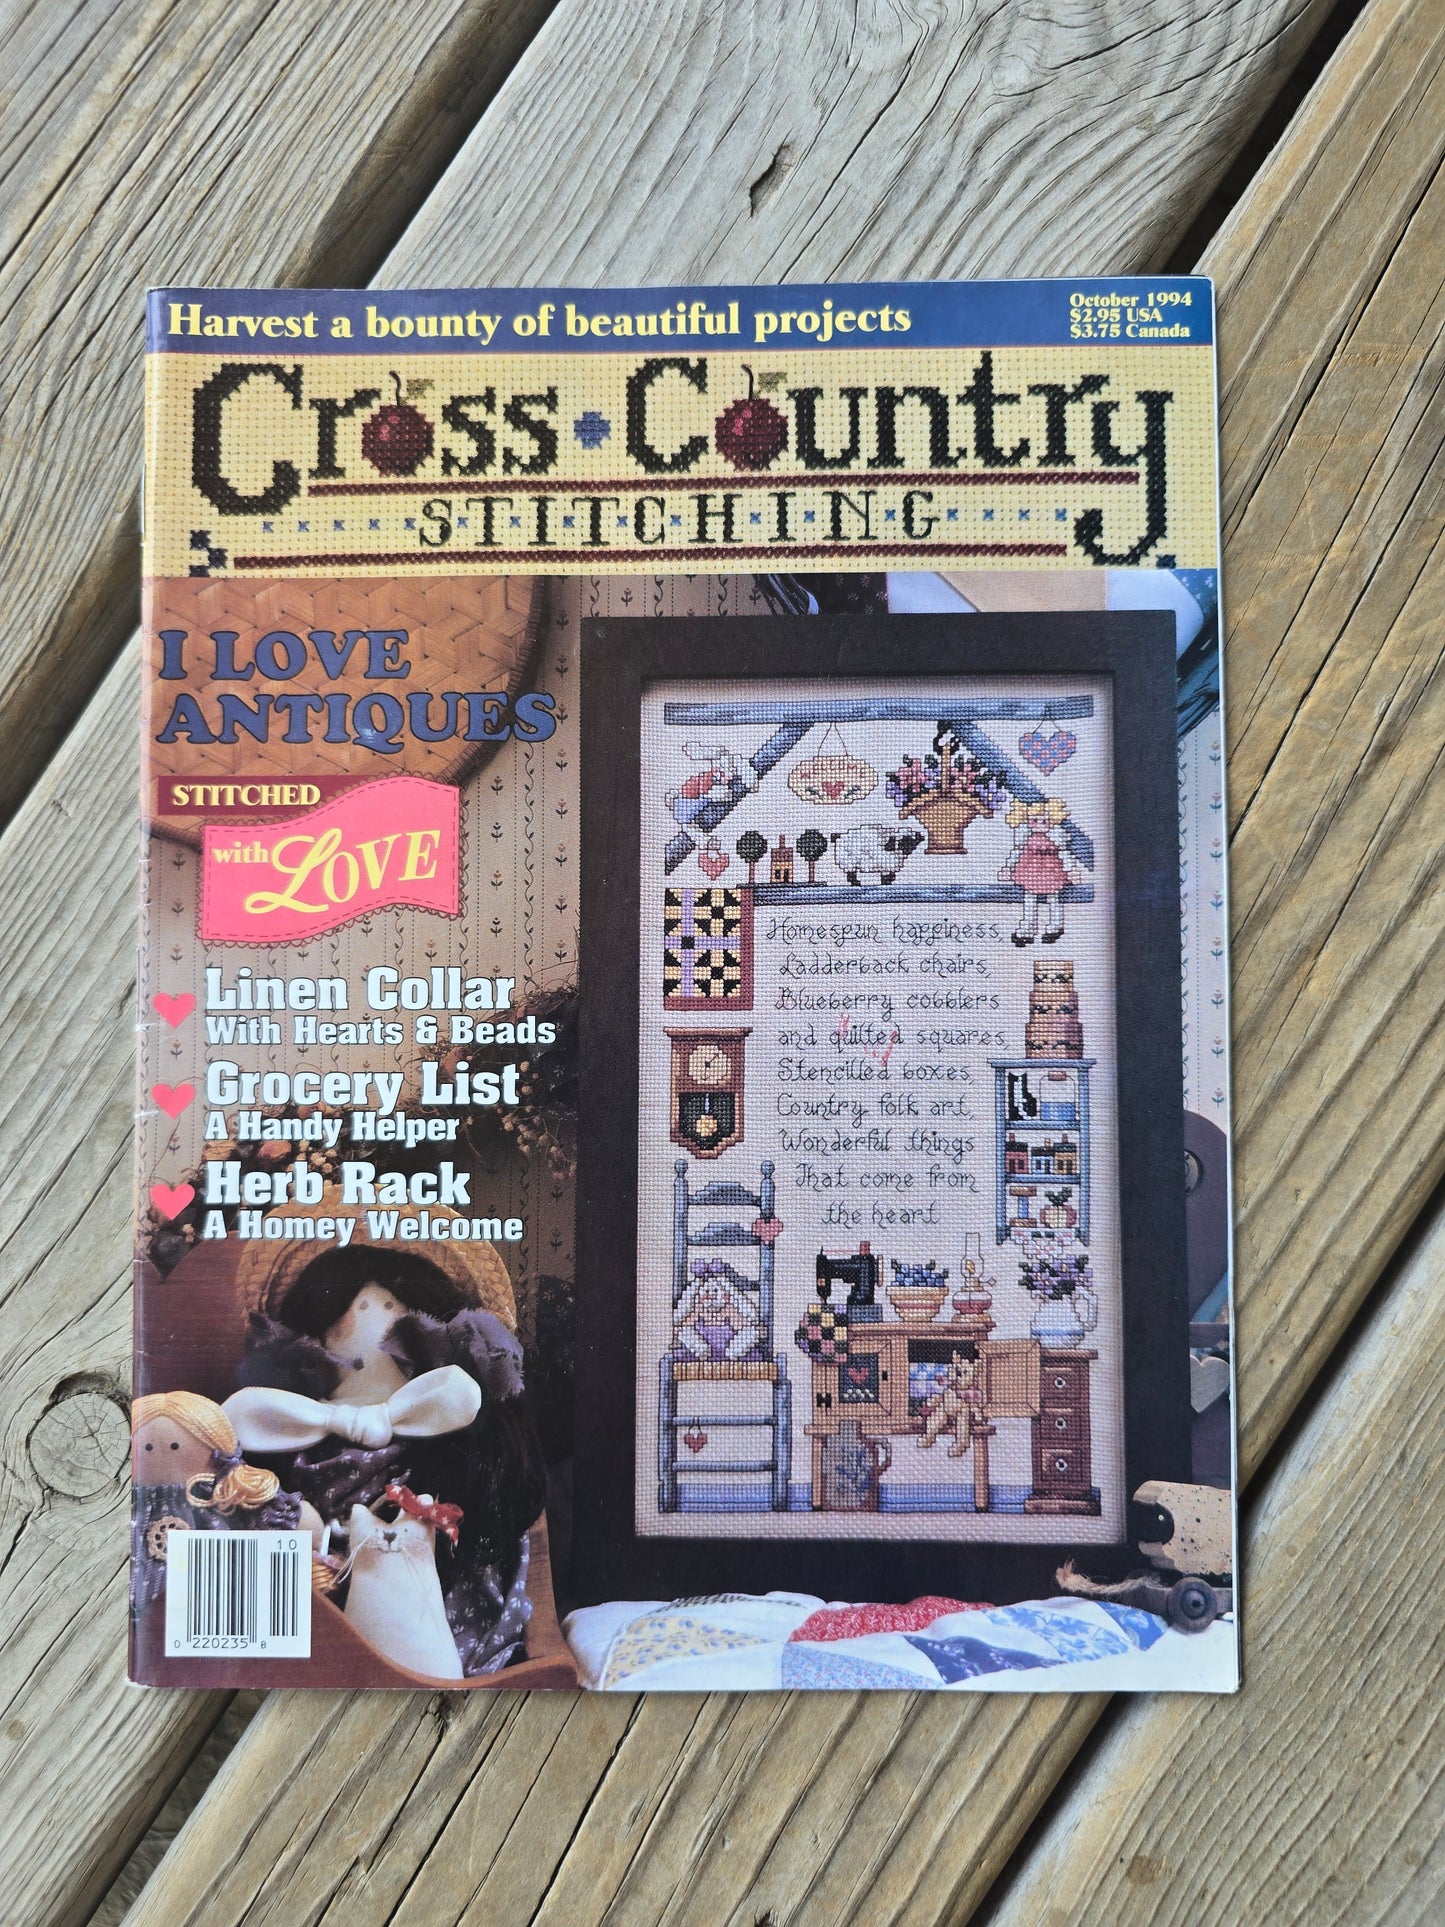 Harvest a bounty of beautiful projects
October 1994
$2.95 USA
$3.75 Canada
Cross Country
STITCHING
I LOVE
ANTIQUES
STITCHED
with LOVE
Linen Collar
With Hearts & Beads
Grocery List
A Handy Helper
Herb Rack
A Homey Welcome
Homespun happiness,
Ladderback chairs,
Blueberry cobblers
and quilted squares,
Stencilled boxes,
Country folk art,
Wonderful things
That come from
the heart
10
0 220235 8